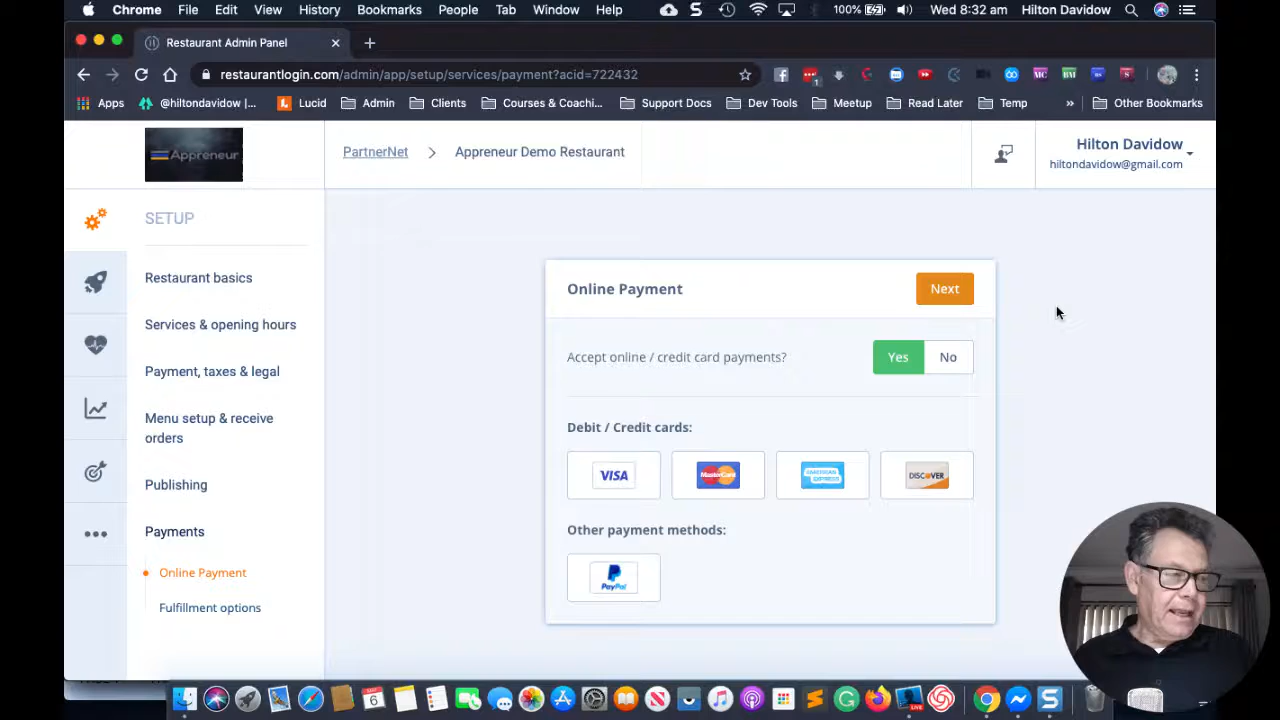 Chrome File Edit View History Bookmarks People Tab Window Help 100% Wed 8:32 am Hilton Davidow
Restaurant Admin Panel
restaurantlogin.com/admin/app/setup/services/payment?acid=722432
Apps @hiltondavidow |... Lucid Admin Clients Courses & Coachi... Support Docs Dev Tools Meetup Read Later Temp » Other Bookmarks
Appreneur
PartnerNet > Appreneur Demo Restaurant
Hilton Davidow
hiltondavidow@gmail.com
SETUP
Restaurant basics
Services & opening hours
Payment, taxes & legal
Menu setup & receive
orders
Publishing
Payments
Online Payment
Fulfillment options
Online Payment
Next
Accept online / credit card payments?
Yes No
Debit / Credit cards:
VISA MasterCard AMERICAN EXPRESS DISCOVER
Other payment methods:
PayPal